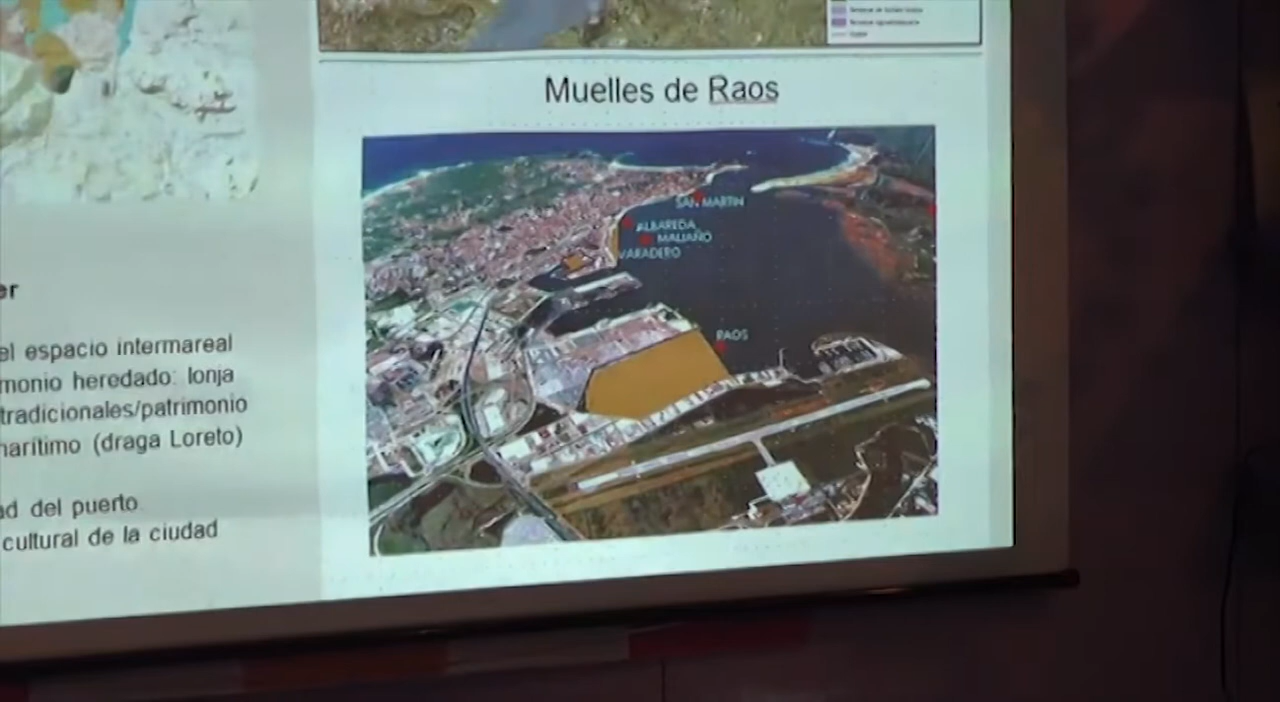 Muelles de Raos
SAN MARTIN
ALBAREDA
MALIAÑO
VARADERO
RAOS
er
el espacio intermareal
monio heredado: lonja
tradicionales/patrimonio
narítimo (draga Loreto)
ad del puerto
cultural de la ciudad